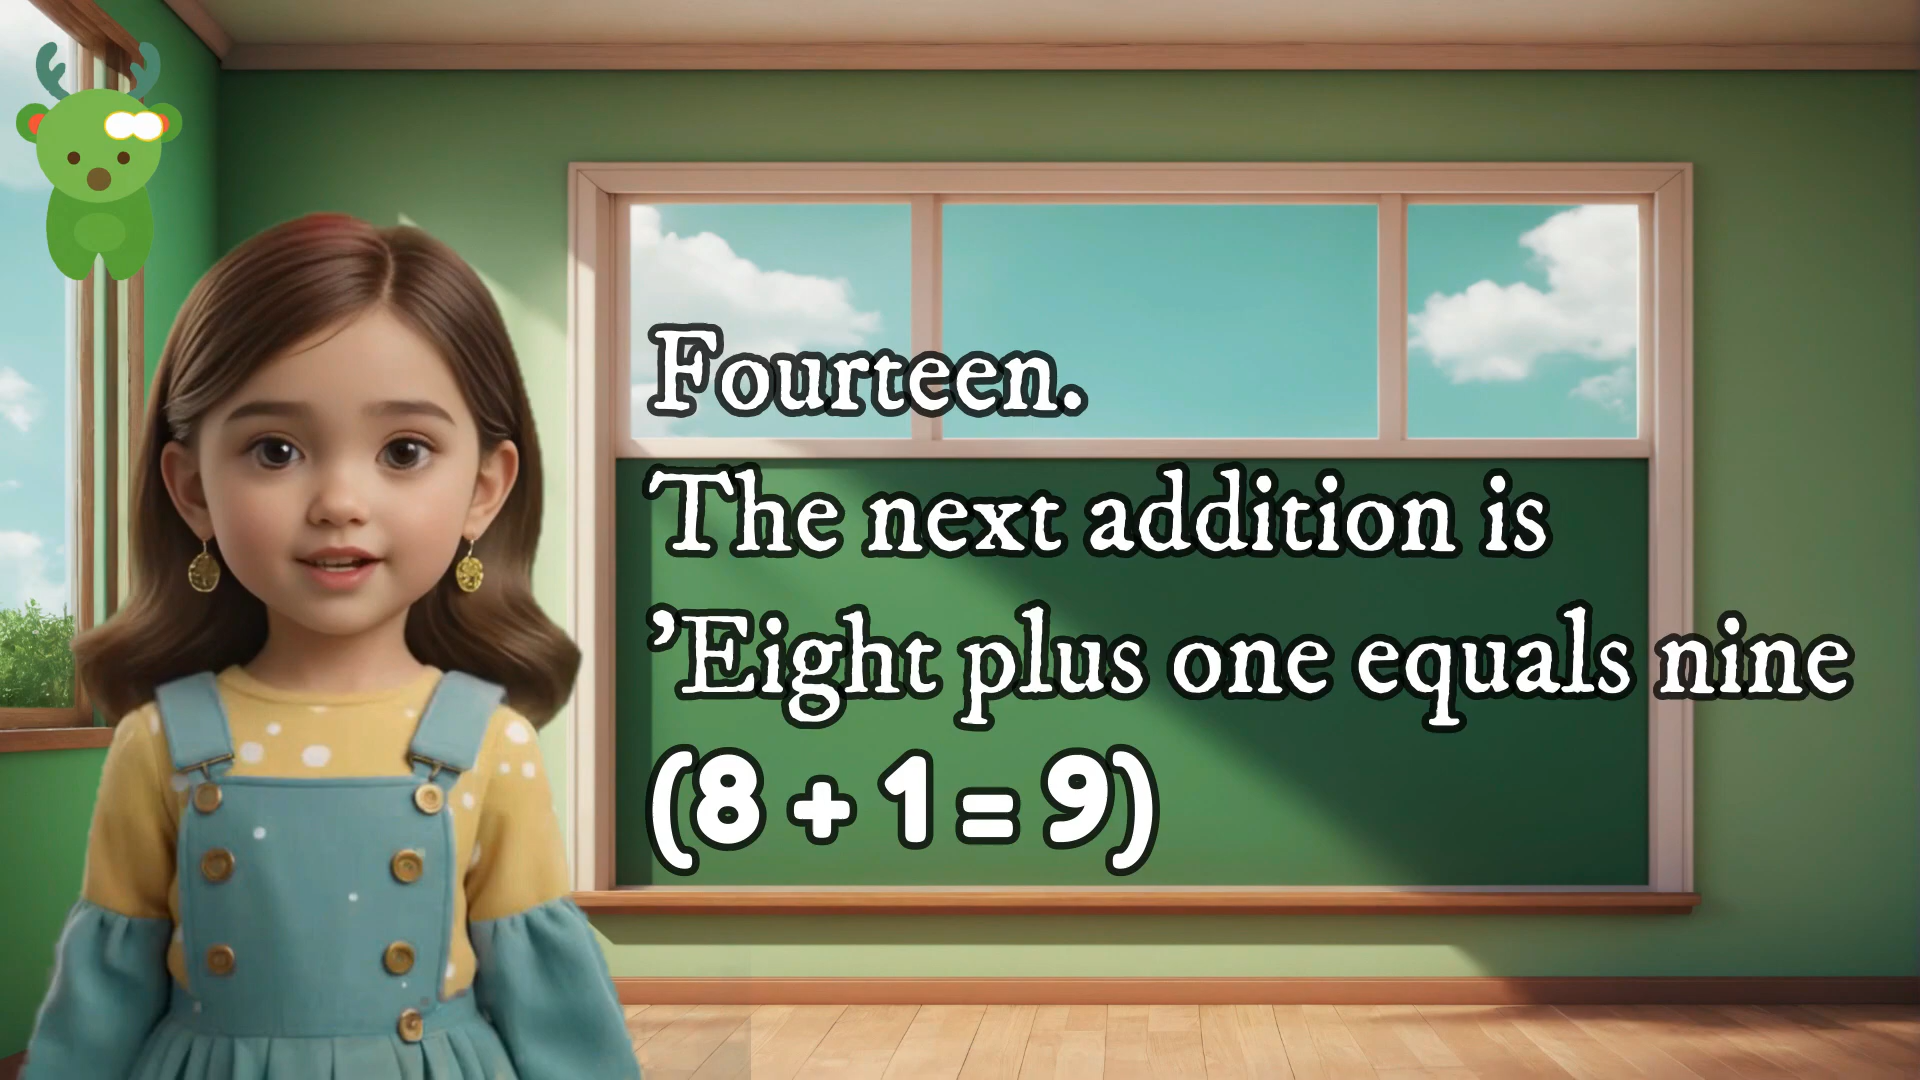 Fourteen.
The next addition is
’Eight plus one equals nine
(8 + 1 = 9)